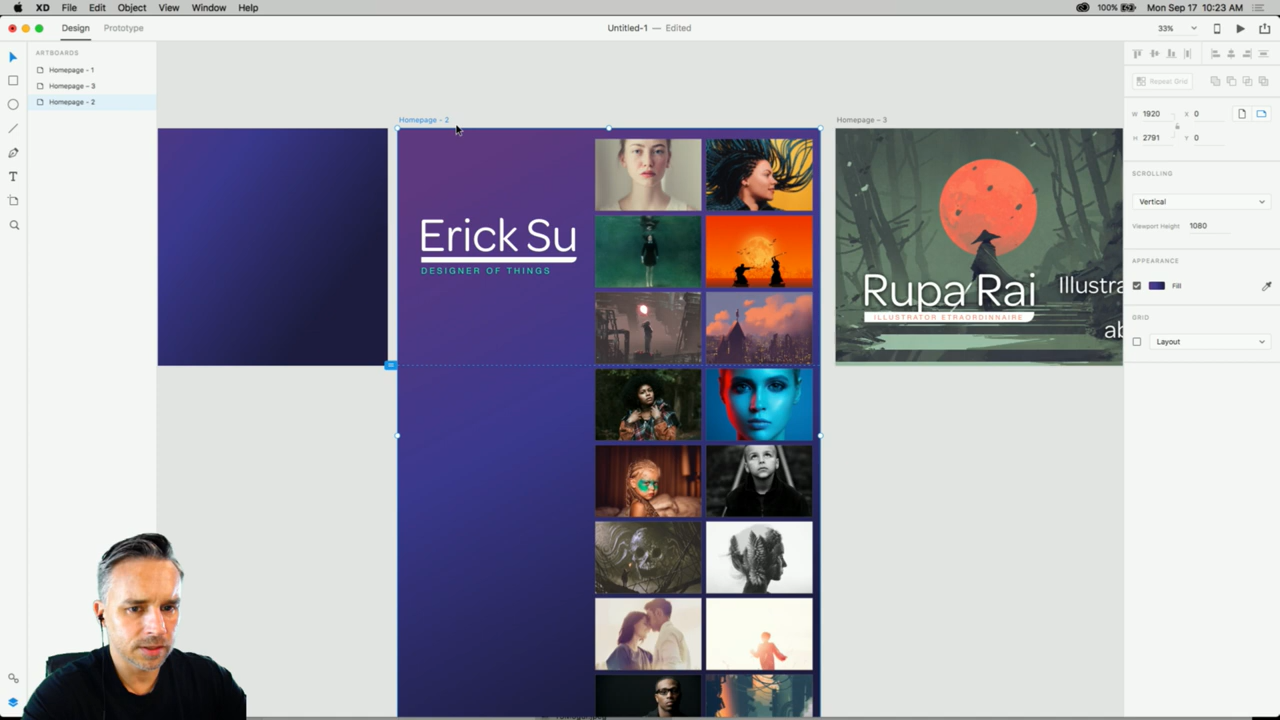 XD File Edit Object View Window Help
100% Mon Sep 17 10:23 AM
Design Prototype
Untitled-1 — Edited
33%
ARTBOARDS
Homepage - 1
Homepage - 3
Homepage - 2
Homepage - 2
Homepage - 3
Erick Su
DESIGNER OF THINGS
Rupa Rai
ILLUSTRATOR ETRAORDINNAIRE
Illustra
ab
Repeat Grid
W 1920 X 0
H 2791 Y 0
SCROLLING
Vertical
Viewport Height 1080
APPEARANCE
Fill
GRID
Layout